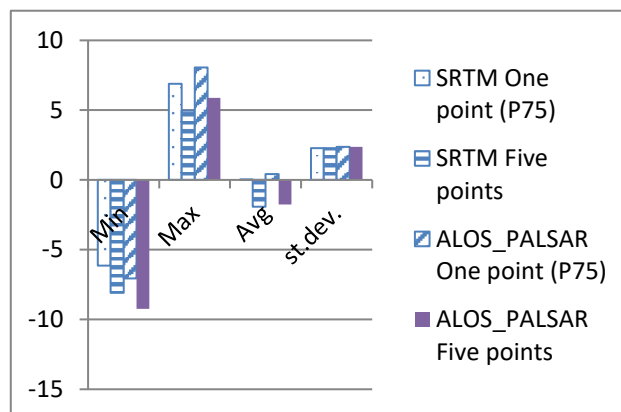 10
5
0
-5
-10
-15
Min
Max
Avg
st.dev.
SRTM One
point (P75)
SRTM Five
points
ALOS_PALSAR
One point (P75)
ALOS_PALSAR
Five points